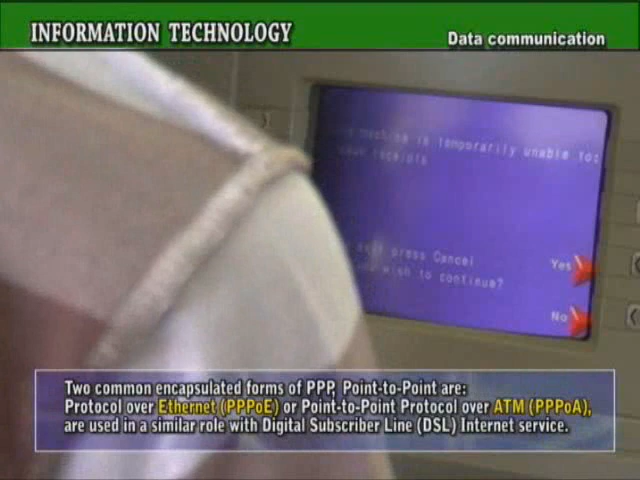 INFORMATION TECHNOLOGY
Data communication
machine is temporarily unable to:
receipts
exit press Cancel
wish to continue?
Yes
No
Two common encapsulated forms of PPP, Point-to-Point are:
Protocol over Ethernet (PPPoE) or Point-to-Point Protocol over ATM (PPPoA),
are used in a similar role with Digital Subscriber Line (DSL) Internet service.